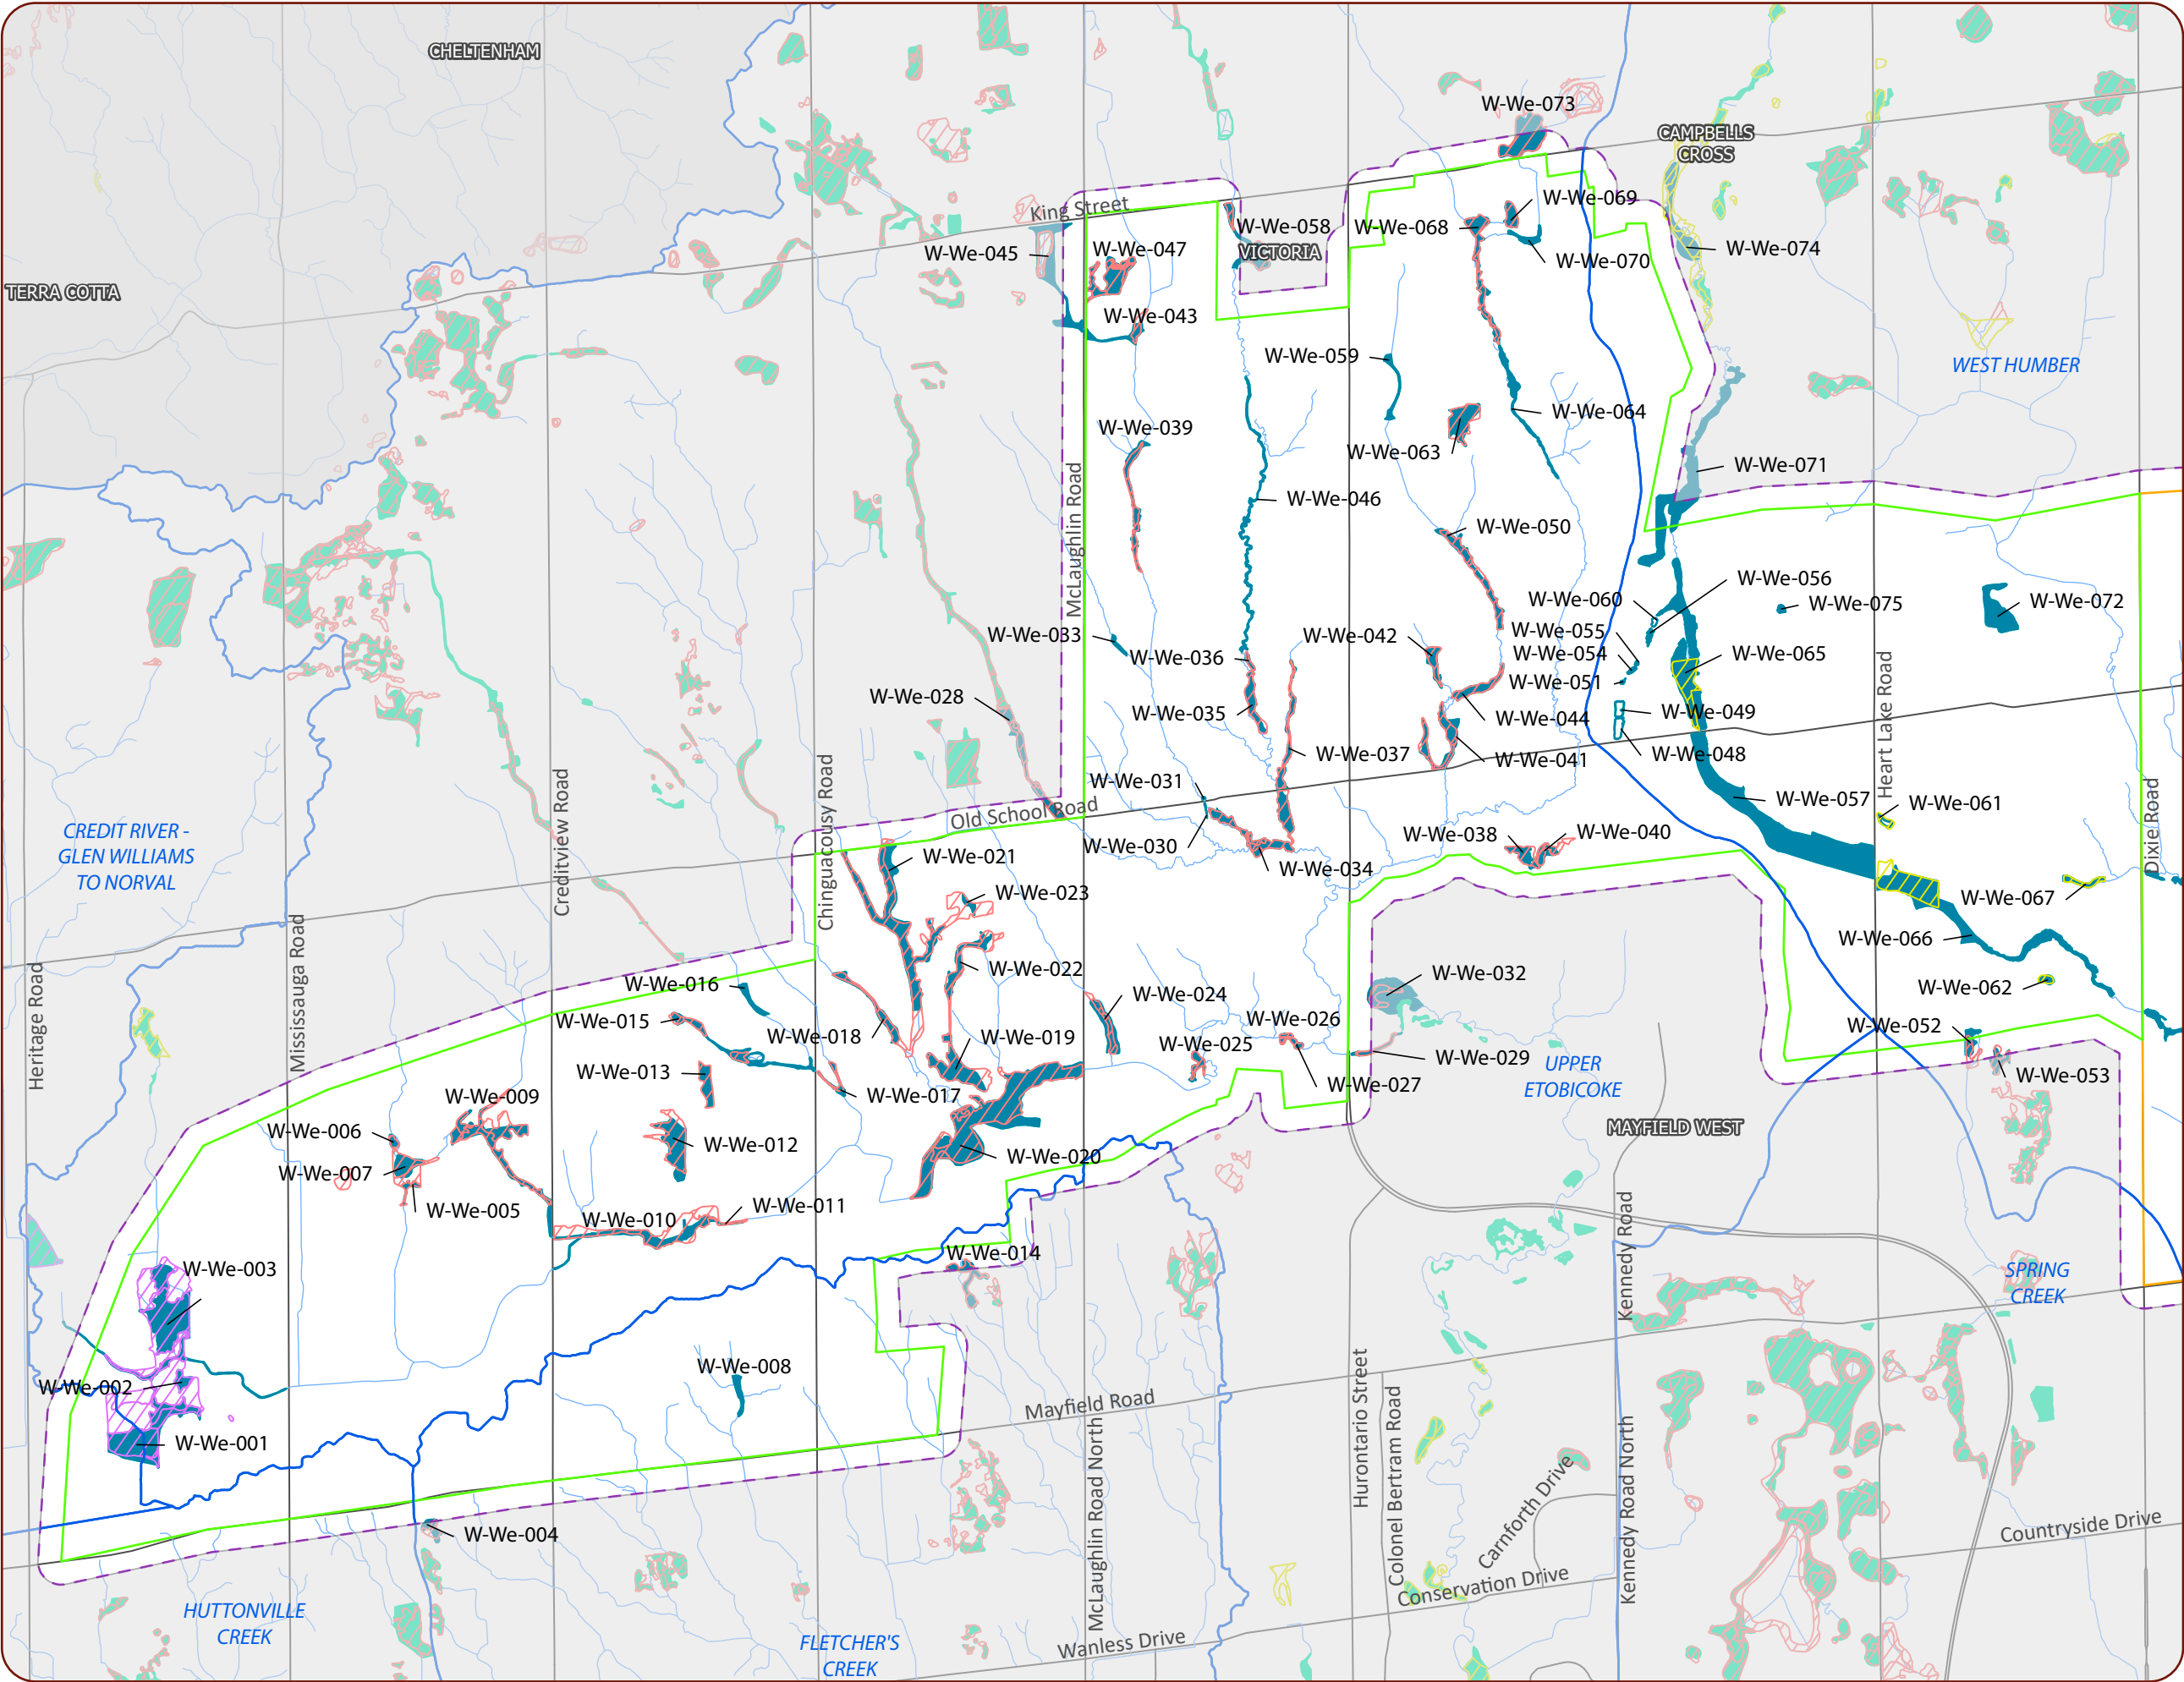 CHELTENHAM
W-We-073
CAMPBELLS
CROSS
King Street
W-We-069
W-We-058
W-We-068
W-We-045
W-We-047
VICTORIA
W-We-070
W-We-074
TERRA COTTA
W-We-043
W-We-059
WEST HUMBER
W-We-039
W-We-064
W-We-063
W-We-071
McLaughlin Road
W-We-046
W-We-050
W-We-056
W-We-060
W-We-075
W-We-072
W-We-033
W-We-042
W-We-055
W-We-036
W-We-054
W-We-065
W-We-051
W-We-028
W-We-035
W-We-044
W-We-049
Heart Lake Road
W-We-037
W-We-041
W-We-048
W-We-031
W-We-057
W-We-061
Old School Road
CREDIT RIVER -
GLEN WILLIAMS
TO NORVAL
Creditview Road
Chinguacousy Road
W-We-030
W-We-038
W-We-040
Dixie Road
W-We-021
W-We-034
W-We-023
W-We-067
W-We-066
Heritage Road
Mississauga Road
W-We-022
W-We-032
W-We-016
W-We-024
W-We-062
W-We-015
W-We-018
W-We-019
W-We-026
W-We-025
W-We-052
W-We-029
UPPER
ETOBICOKE
W-We-013
W-We-027
W-We-053
W-We-009
W-We-017
MAYFIELD WEST
W-We-006
W-We-012
W-We-020
W-We-007
W-We-005
W-We-010
W-We-011
Kennedy Road
W-We-014
W-We-003
SPRING
CREEK
W-We-008
W-We-002
Hurontario Street
Mayfield Road
W-We-001
McLaughlin Road North
Colonel Bertram Road
Carnforth Drive
Kennedy Road North
W-We-004
Countryside Drive
Conservation Drive
HUTTONVILLE
CREEK
FLETCHER'S
CREEK
Wanless Drive